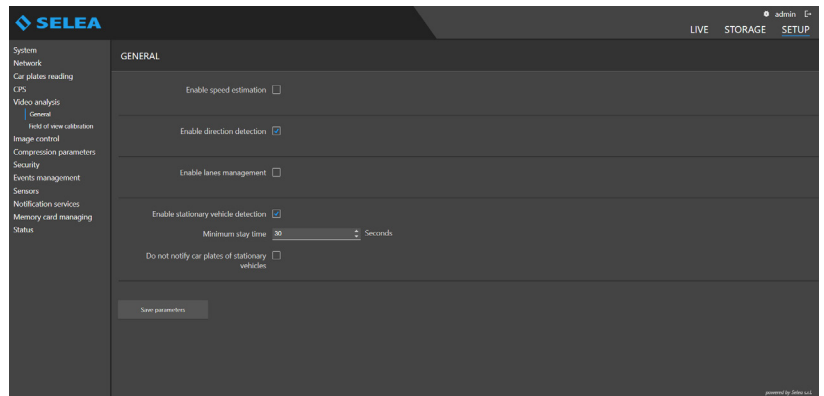 SELEA
admin
LIVE STORAGE SETUP
System
Network
Car plates reading
CPS
Video analysis
General
Field of view calibration
Image control
Compression parameters
Security
Events management
Sensors
Notification services
Memory card managing
Status
GENERAL
Enable speed estimation
Enable direction detection
Enable lanes management
Enable stationary vehicle detection
Minimum stay time 30 Seconds
Do not notify car plates of stationary
vehicles
Save parameters
powered by Selea s.r.l.